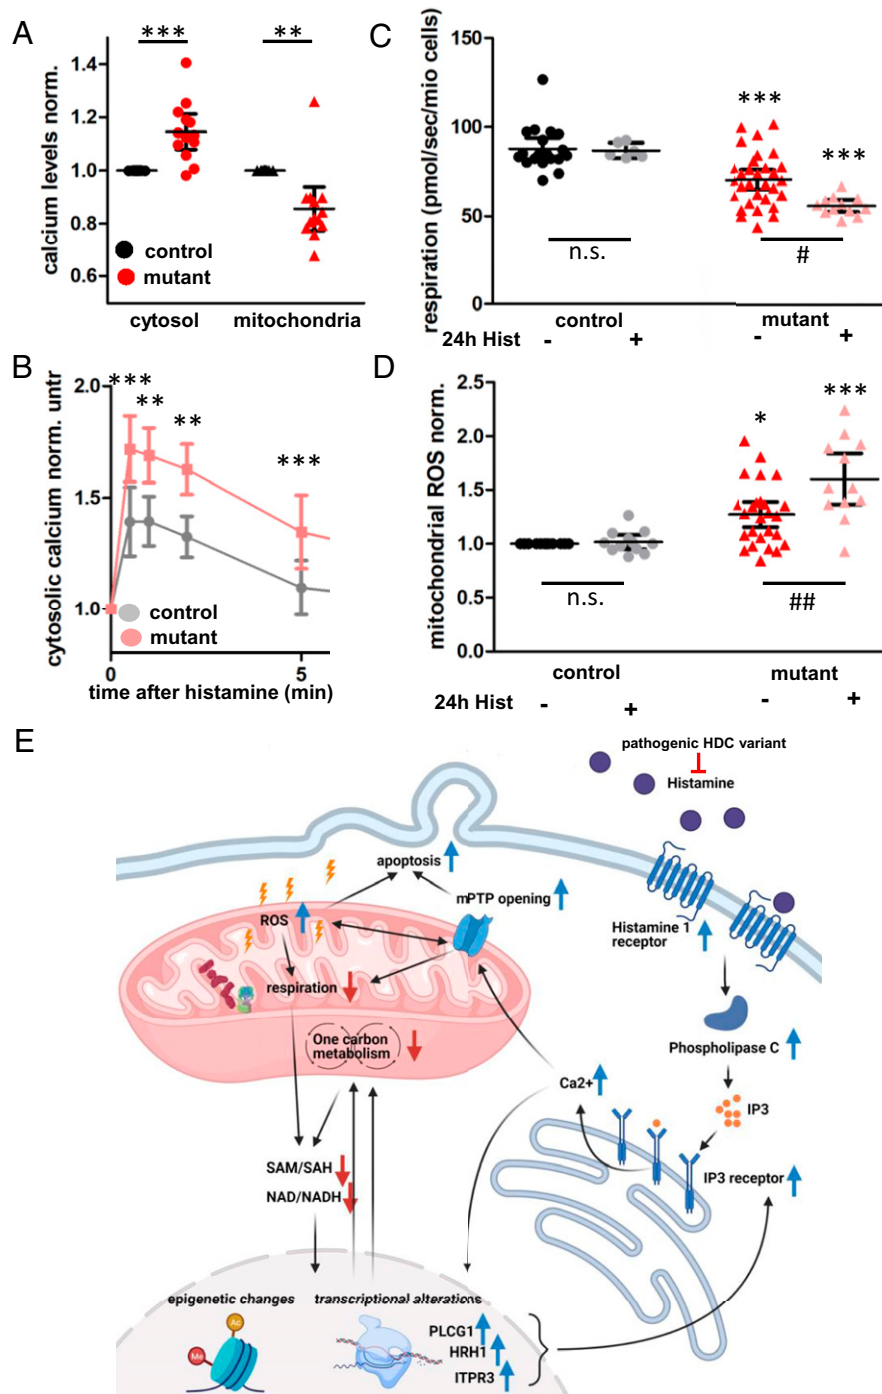 A
*** **
calcium levels norm.
1.4
1.2
1.0
0.8
0.6
control
mutant
cytosol mitochondria
B
cytosolic calcium norm. untr
2.0
1.5
1.0
***
**
**
***
control
mutant
0 5
time after histamine (min)
C
respiration (pmol/sec/mio cells)
150
100
50
0
***
***
n.s. #
control mutant
24h Hist - + - +
D
mitochondrial ROS norm.
2.5
2.0
1.5
1.0
0.5
0.0
*
***
n.s. ##
control mutant
24h Hist - + - +
E
pathogenic HDC variant
Histamine
apoptosis
mPTP opening
ROS
Histamine 1
receptor
respiration
One carbon
metabolism
Phospholipase C
Ca2+
IP3
SAM/SAH
NAD/NADH
IP3 receptor
epigenetic changes transcriptional alterations
Ac
Me
PLCG1
HRH1
ITPR3